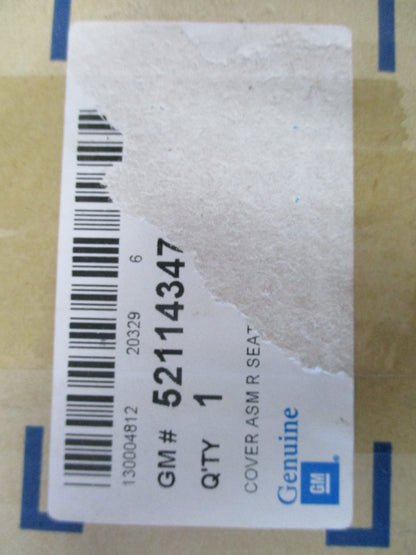 130004812 20329 6
GM # 52114347
Q'TY 1
COVER ASM R SEAT
Genuine
GM